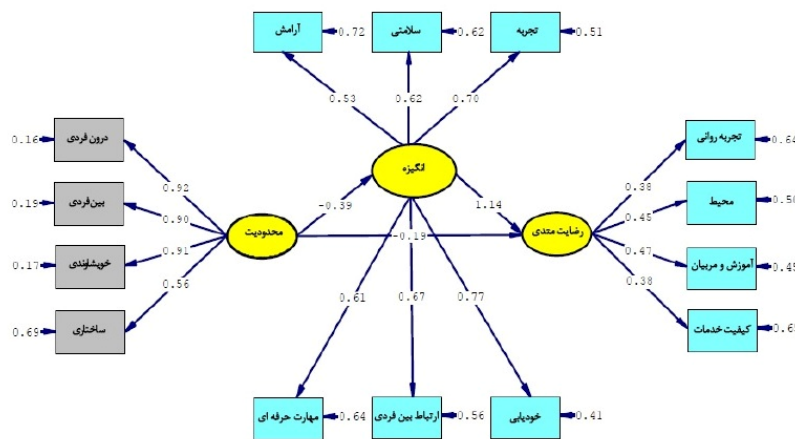 آرامش
0.72
سلامتی
0.62
تجربه
0.51
0.53
0.62
0.70
0.16
درون فردی
0.19
بین فردی
0.17
خویشاوندی
0.69
ساختاری
0.92
0.90
0.91
0.56
محدودیت
-0.39
انگیزه
1.14
-0.19
رضایت مندی
0.38
0.45
0.47
0.38
تجربه روانی
محیط
آموزش و مربیان
کیفیت خدمات
0.61
0.67
0.77
مهارت حرفه ای
0.64
ارتباط بین فردی
0.56
خودیابی
0.41